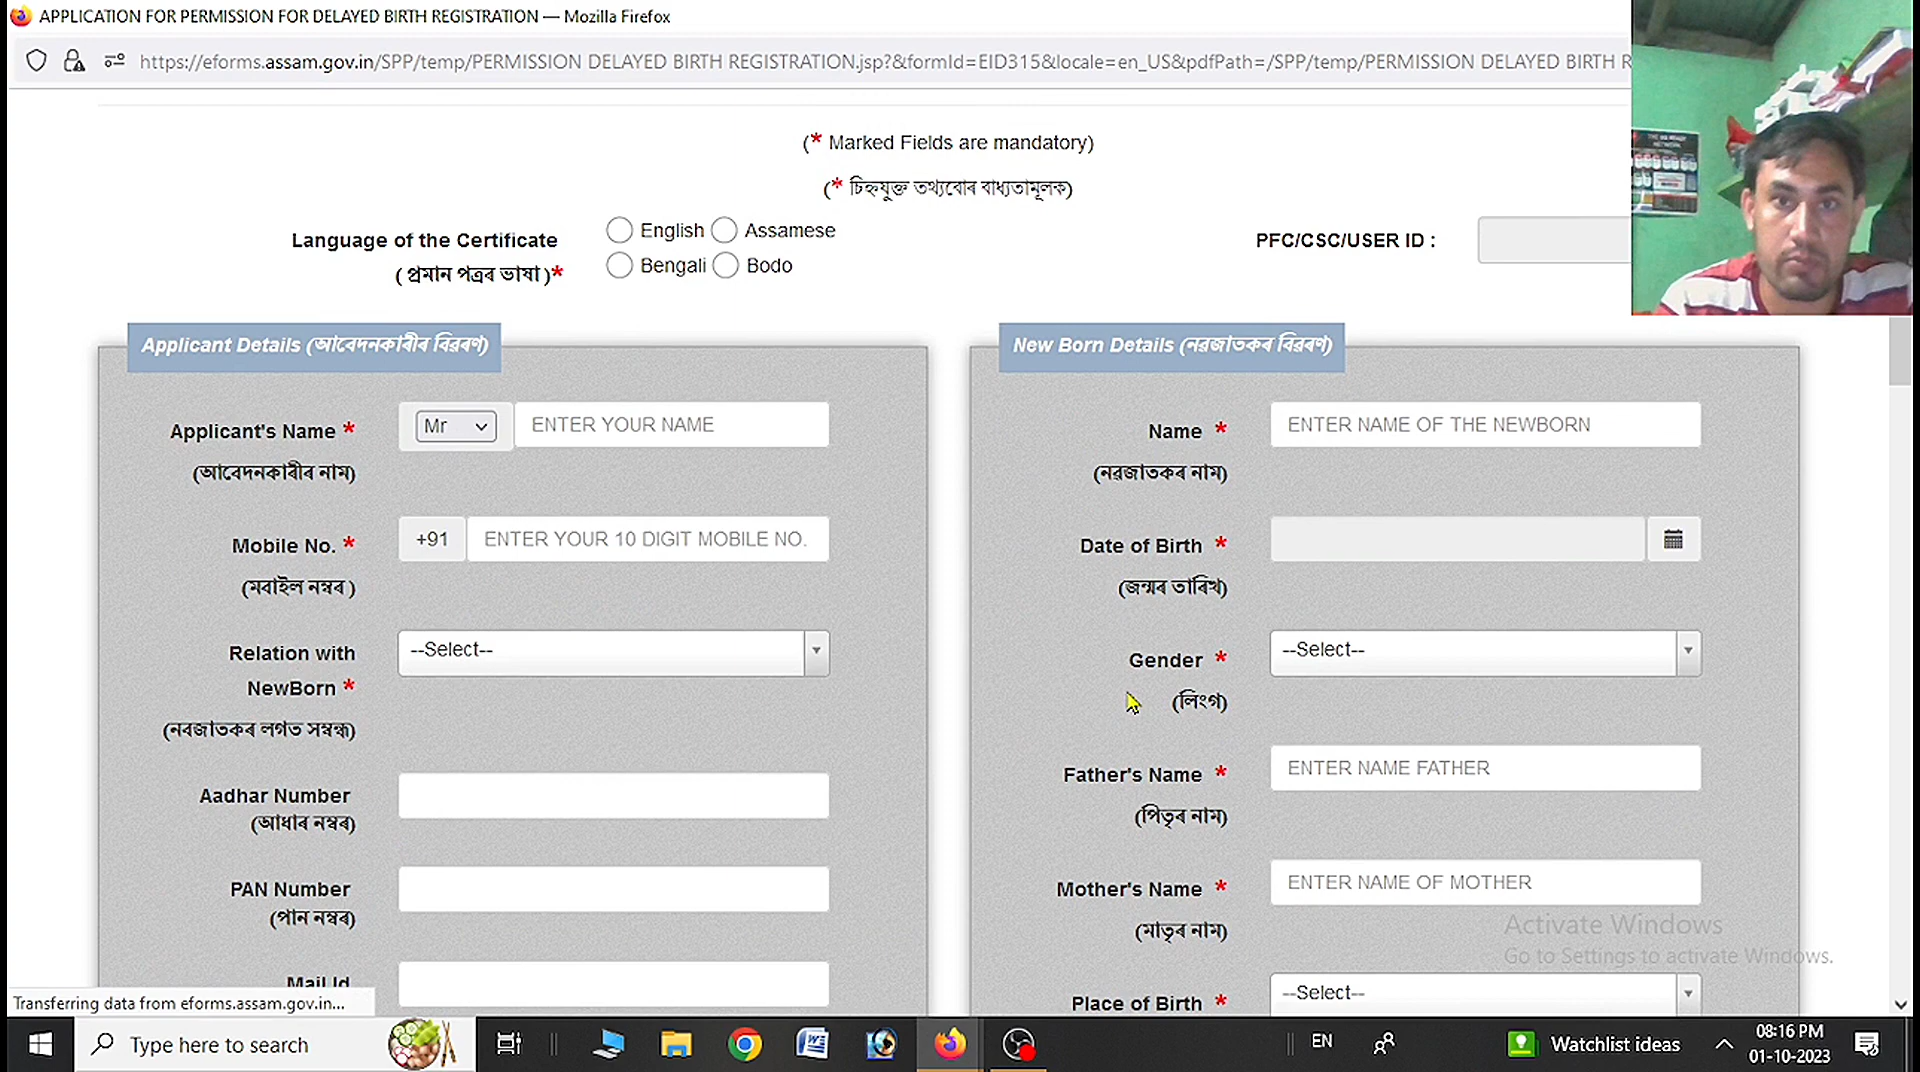 APPLICATION FOR PERMISSION FOR DELAYED BIRTH REGISTRATION — Mozilla Firefox
https://eforms.assam.gov.in/SPP/temp/PERMISSION DELAYED BIRTH REGISTRATION.jsp?&formId=EID315&locale=en_US&pdfPath=/SPP/temp/PERMISSION DELAYED BIRTH R
(* Marked Fields are mandatory)
(* চিহ্নযুক্ত তথ্যবোৰ বাধ্যতামূলক)
Language of the Certificate
( প্ৰমান পত্ৰৰ ভাষা )*
English Assamese
Bengali Bodo
PFC/CSC/USER ID :
Applicant Details (আবেদনকাৰীৰ বিৱৰণ)
Applicant's Name * Mr ENTER YOUR NAME
(আবেদনকাৰীৰ নাম)
Mobile No. * +91 ENTER YOUR 10 DIGIT MOBILE NO.
(মবাইল নম্বৰ )
Relation with --Select--
NewBorn *
(নবজাতকৰ লগত সম্বন্ধ)
Aadhar Number
(আধাৰ নম্বৰ)
PAN Number
(পান নম্বৰ)
Mail Id
New Born Details (নৱজাতকৰ বিৱৰণ)
Name * ENTER NAME OF THE NEWBORN
(নৱজাতকৰ নাম)
Date of Birth *
(জন্মৰ তাৰিখ)
Gender * --Select--
(লিংগ)
Father's Name * ENTER NAME FATHER
(পিতৃৰ নাম)
Mother's Name * ENTER NAME OF MOTHER
(মাতৃৰ নাম)
Place of Birth * --Select--
Activate Windows
Go to Settings to activate Windows.
Transferring data from eforms.assam.gov.in...
Type here to search
EN
Watchlist ideas
08:16 PM
01-10-2023